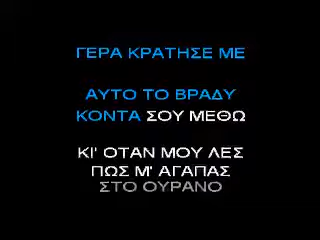 ΓΕΡΑ ΚΡΑΤΗΣΕ ΜΕ
ΑΥΤΟ ΤΟ ΒΡΑΔΥ
ΚΟΝΤΑ ΣΟΥ ΜΕΘΩ
ΚΙ' ΟΤΑΝ ΜΟΥ ΛΕΣ
ΠΩΣ Μ' ΑΓΑΠΑΣ
ΣΤΟ ΟΥΡΑΝΟ